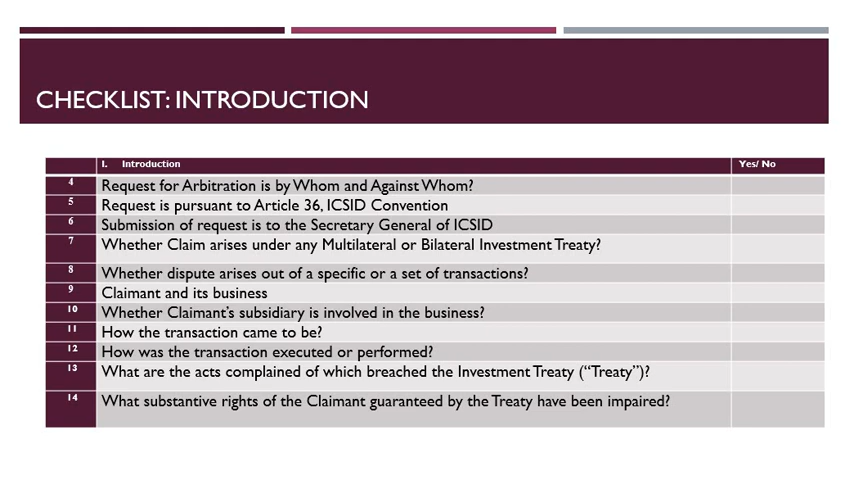 CHECKLIST: INTRODUCTION
I. Introduction Yes/ No
4 Request for Arbitration is by Whom and Against Whom?
5 Request is pursuant to Article 36, ICSID Convention
6 Submission of request is to the Secretary General of ICSID
7 Whether Claim arises under any Multilateral or Bilateral Investment Treaty?
8 Whether dispute arises out of a specific or a set of transactions?
9 Claimant and its business
10 Whether Claimant’s subsidiary is involved in the business?
11 How the transaction came to be?
12 How was the transaction executed or performed?
13 What are the acts complained of which breached the Investment Treaty (“Treaty”)?
14 What substantive rights of the Claimant guaranteed by the Treaty have been impaired?